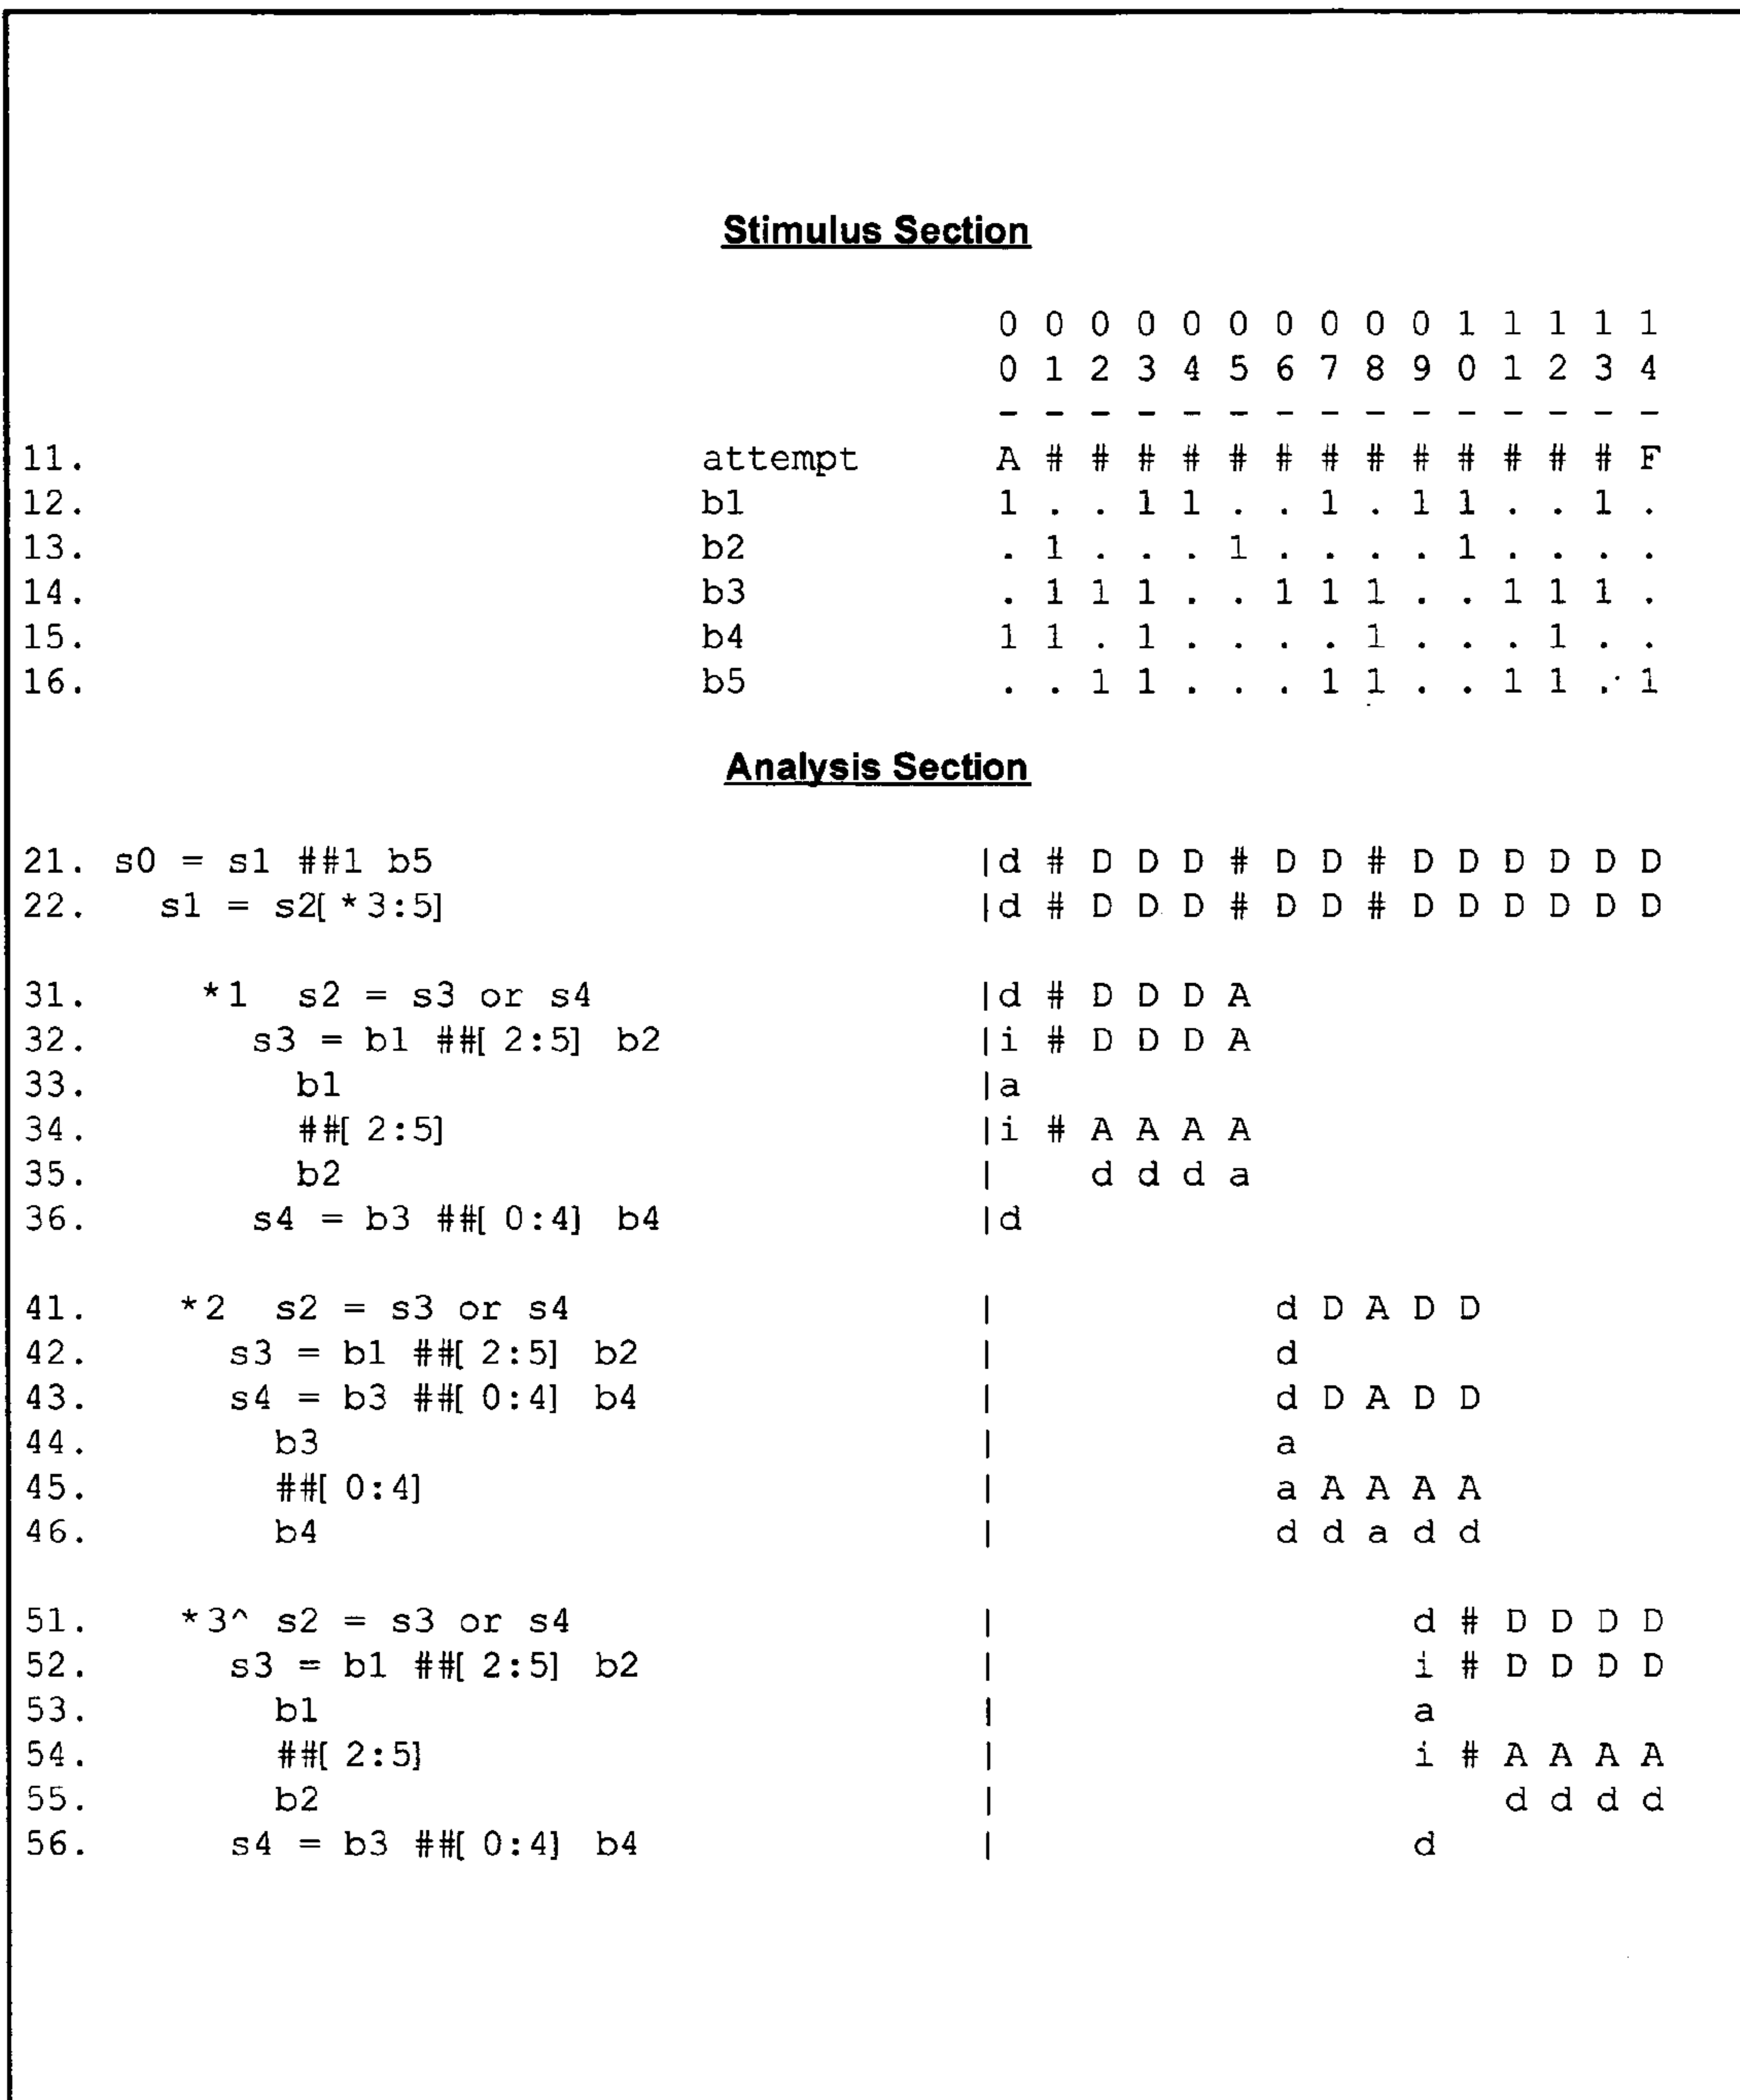 Stimulus Section
0 0 0 0 0 0 0 0 0 0 1 1 1 1 1
0 1 2 3 4 5 6 7 8 9 0 1 2 3 4
- - - - - - - - - - - - - - -
11. attempt A # # # # # # # # # # # # # F
12. b1 1 . . 1 1 . . 1 . 1 1 . . 1 .
13. b2 . 1 . . . 1 . . . . 1 . . . .
14. b3 . 1 1 1 . . 1 1 1 . . 1 1 1 .
15. b4 1 1 . 1 . . . . 1 . . . 1 . .
16. b5 . . 1 1 . . . 1 1 . . 1 1 . 1
Analysis Section
21. s0 = s1 ##1 b5 |d # D D D # D D # D D D D D D
22. s1 = s2[*3:5] |d # D D D # D D # D D D D D D
31. *1 s2 = s3 or s4 |d # D D D A
32. s3 = b1 ##[ 2:5] b2 |i # D D D A
33. b1 |a
34. ##[ 2:5] |i # A A A A
35. b2 | d d d a
36. s4 = b3 ##[ 0:4] b4 |d
41. *2 s2 = s3 or s4 | d D A D D
42. s3 = b1 ##[ 2:5] b2 | d
43. s4 = b3 ##[ 0:4] b4 | d D A D D
44. b3 | a
45. ##[ 0:4] | a A A A A
46. b4 | d d a d d
51. *3^ s2 = s3 or s4 | d # D D D D
52. s3 = b1 ##[ 2:5] b2 | i # D D D D
53. b1 | a
54. ##[ 2:5] | i # A A A A
55. b2 | d d d d
56. s4 = b3 ##[ 0:4] b4 | d